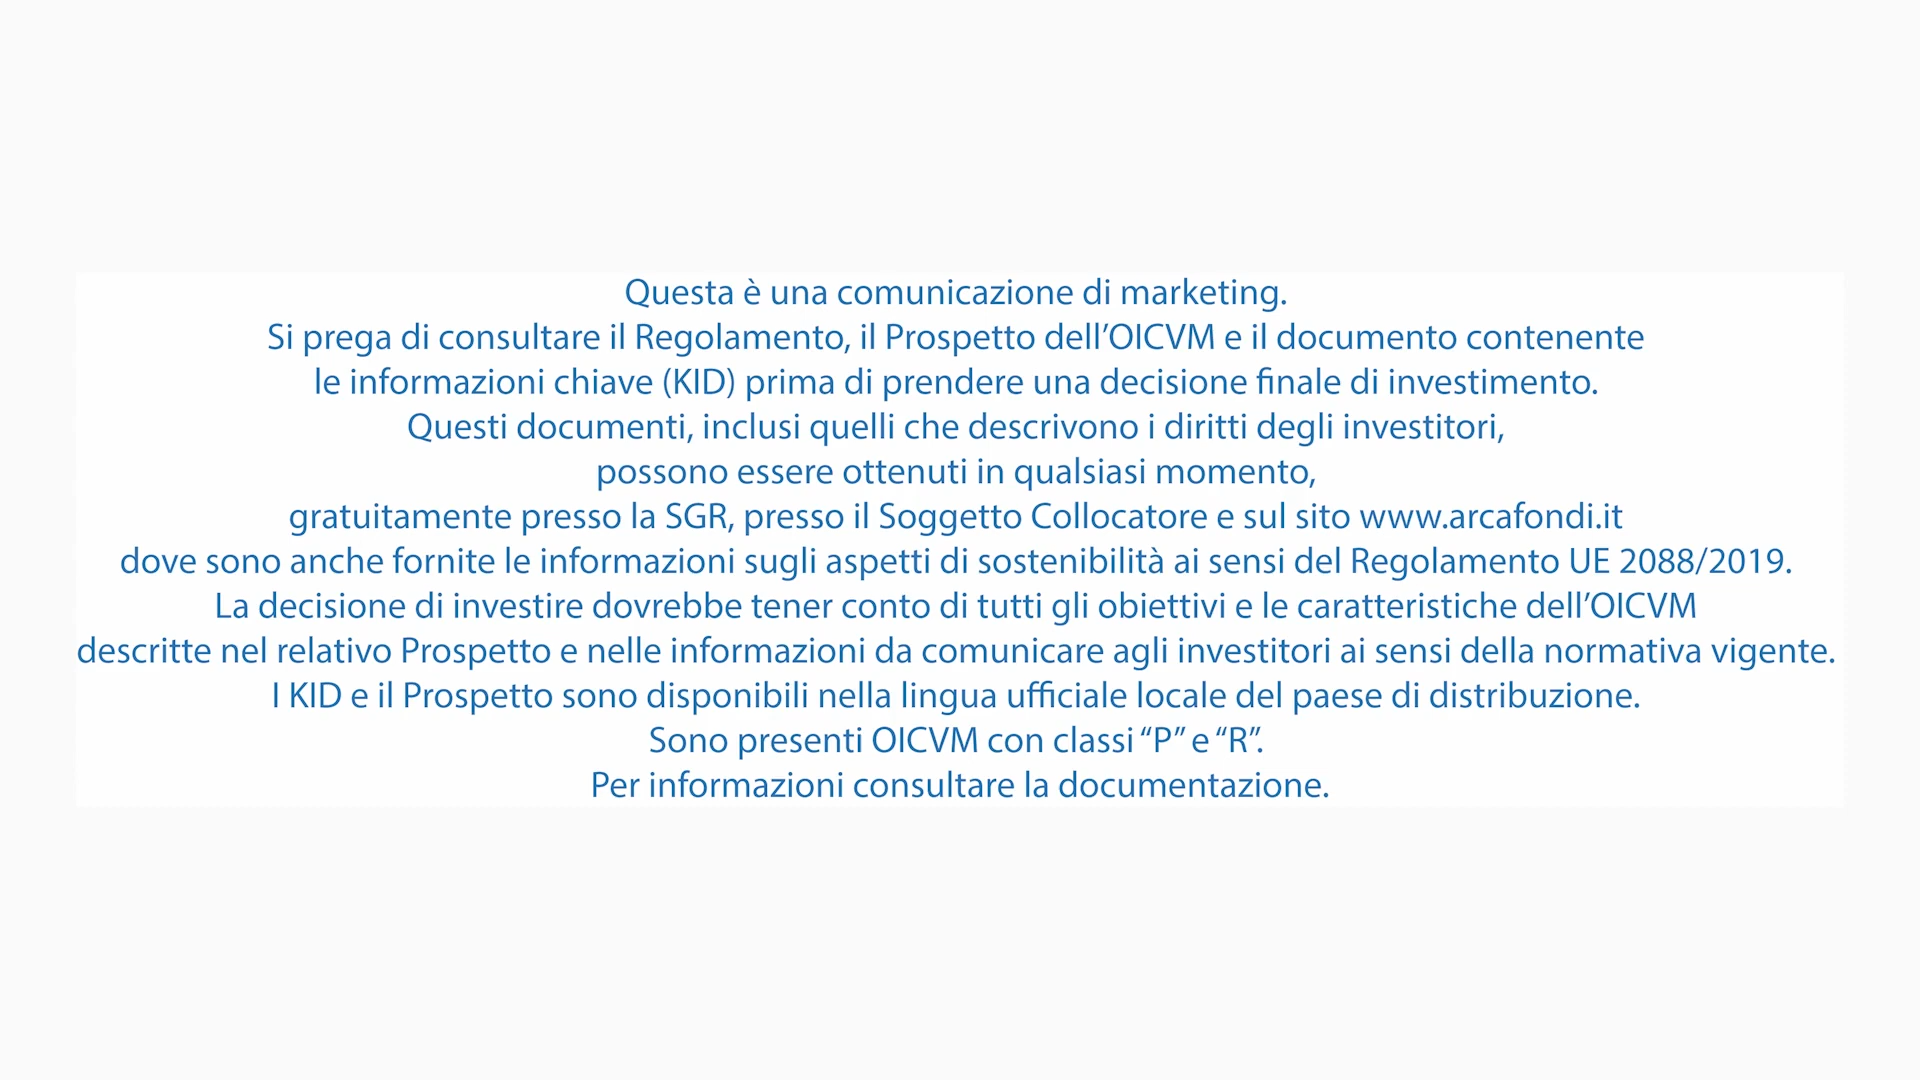 Questa è una comunicazione di marketing.
Si prega di consultare il Regolamento, il Prospetto dell’OICVM e il documento contenente
le informazioni chiave (KID) prima di prendere una decisione finale di investimento.
Questi documenti, inclusi quelli che descrivono i diritti degli investitori,
possono essere ottenuti in qualsiasi momento,
gratuitamente presso la SGR, presso il Soggetto Collocatore e sul sito www.arcafondi.it
dove sono anche fornite le informazioni sugli aspetti di sostenibilità ai sensi del Regolamento UE 2088/2019.
La decisione di investire dovrebbe tener conto di tutti gli obiettivi e le caratteristiche dell’OICVM
descritte nel relativo Prospetto e nelle informazioni da comunicare agli investitori ai sensi della normativa vigente.
I KID e il Prospetto sono disponibili nella lingua ufficiale locale del paese di distribuzione.
Sono presenti OICVM con classi “P” e “R”.
Per informazioni consultare la documentazione.